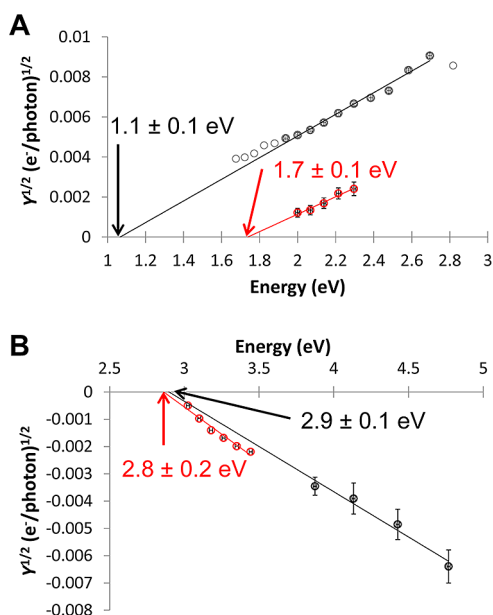 A
0.01
0.008
0.006
0.004
0.002
0
Y1/2 (e-/photon)1/2
1.1 ± 0.1 eV
1.7 ± 0.1 eV
1 1.2 1.4 1.6 1.8 2 2.2 2.4 2.6 2.8 3
Energy (eV)
B
Energy (eV)
2.5 3 3.5 4 4.5 5
0
-0.001
-0.002
-0.003
-0.004
-0.005
-0.006
-0.007
-0.008
Y1/2 (e-/photon)1/2
2.9 ± 0.1 eV
2.8 ± 0.2 eV